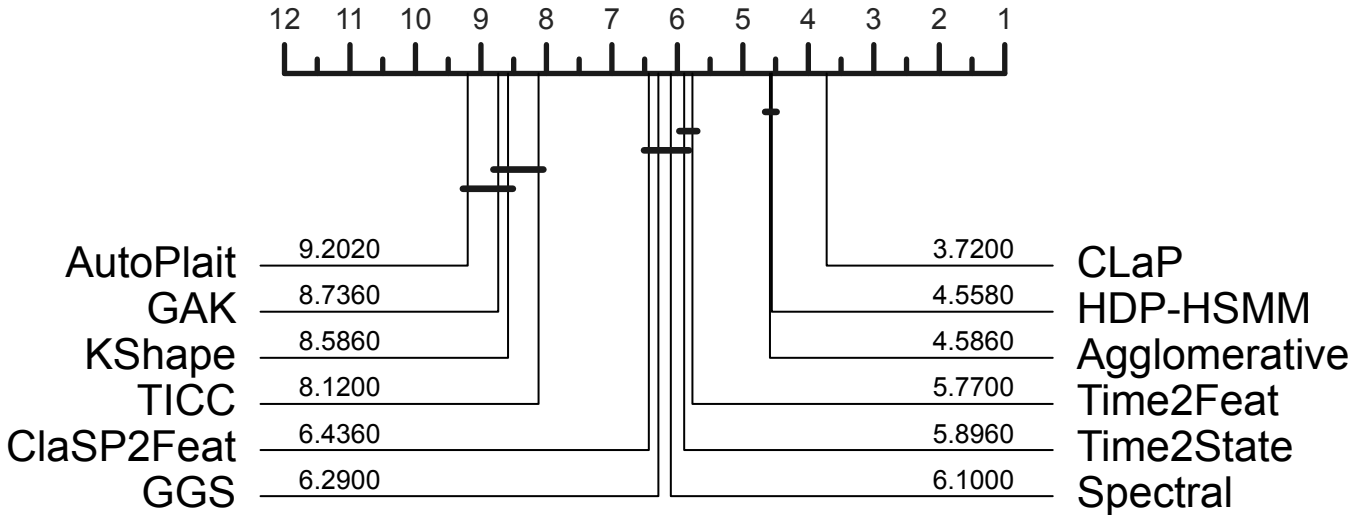 12 11 10 9 8 7 6 5 4 3 2 1
AutoPlait 9.2020 3.7200 CLaP
GAK 8.7360 4.5580 HDP-HSMM
KShape 8.5860 4.5860 Agglomerative
TICC 8.1200 5.7700 Time2Feat
ClaSP2Feat 6.4360 5.8960 Time2State
GGS 6.2900 6.1000 Spectral